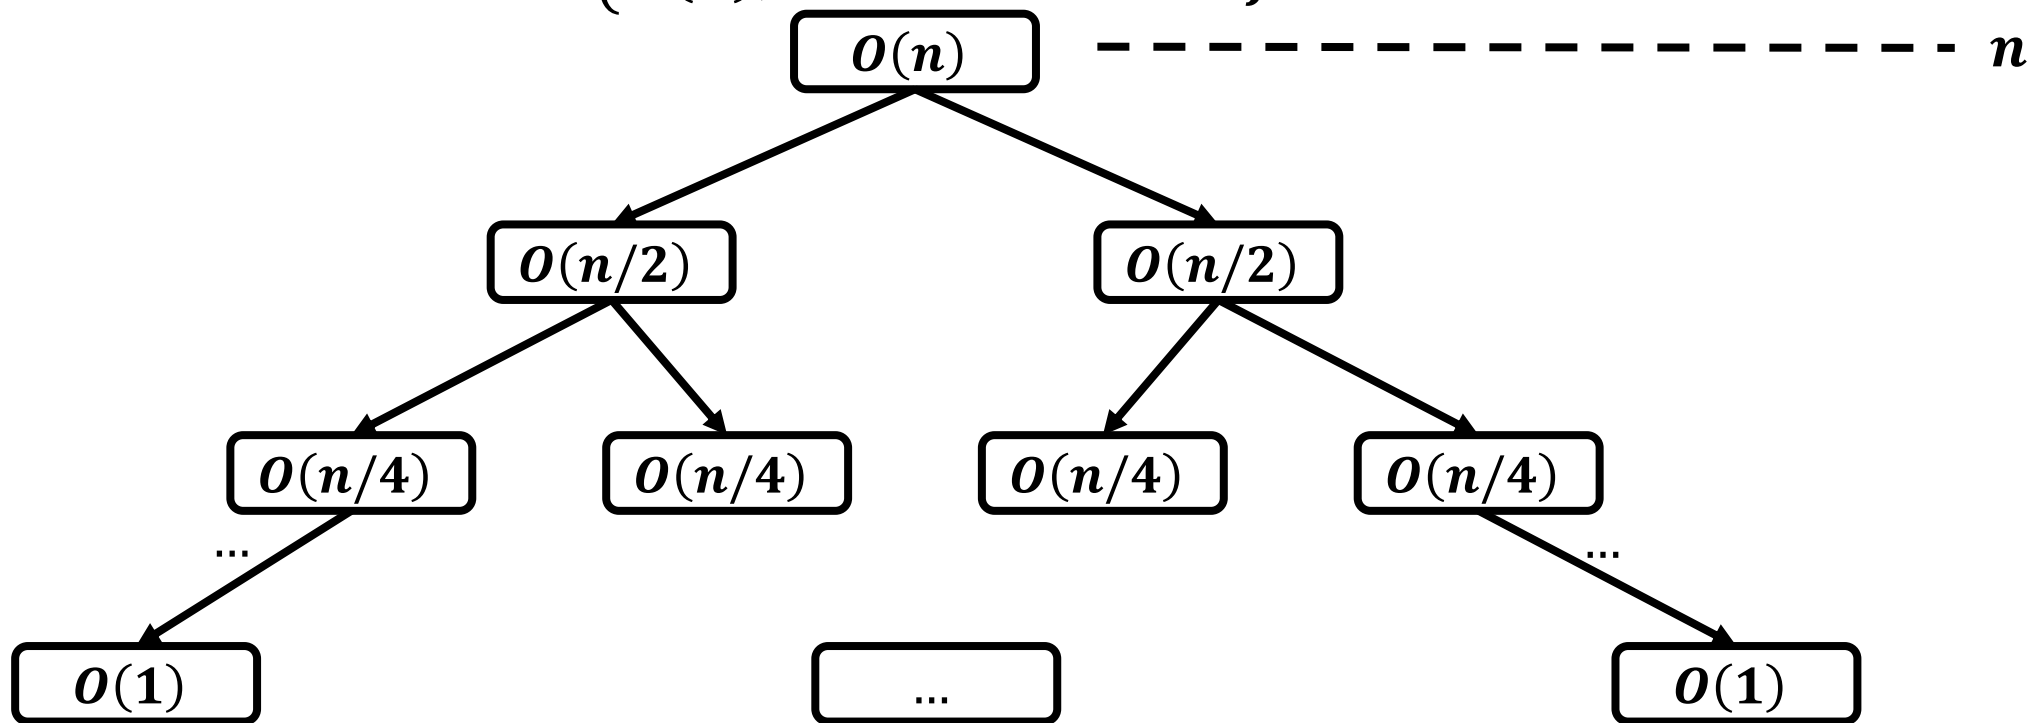 O(n) n
O(n/2) O(n/2)
O(n/4) O(n/4) O(n/4) O(n/4)
... ...
O(1) ... O(1)